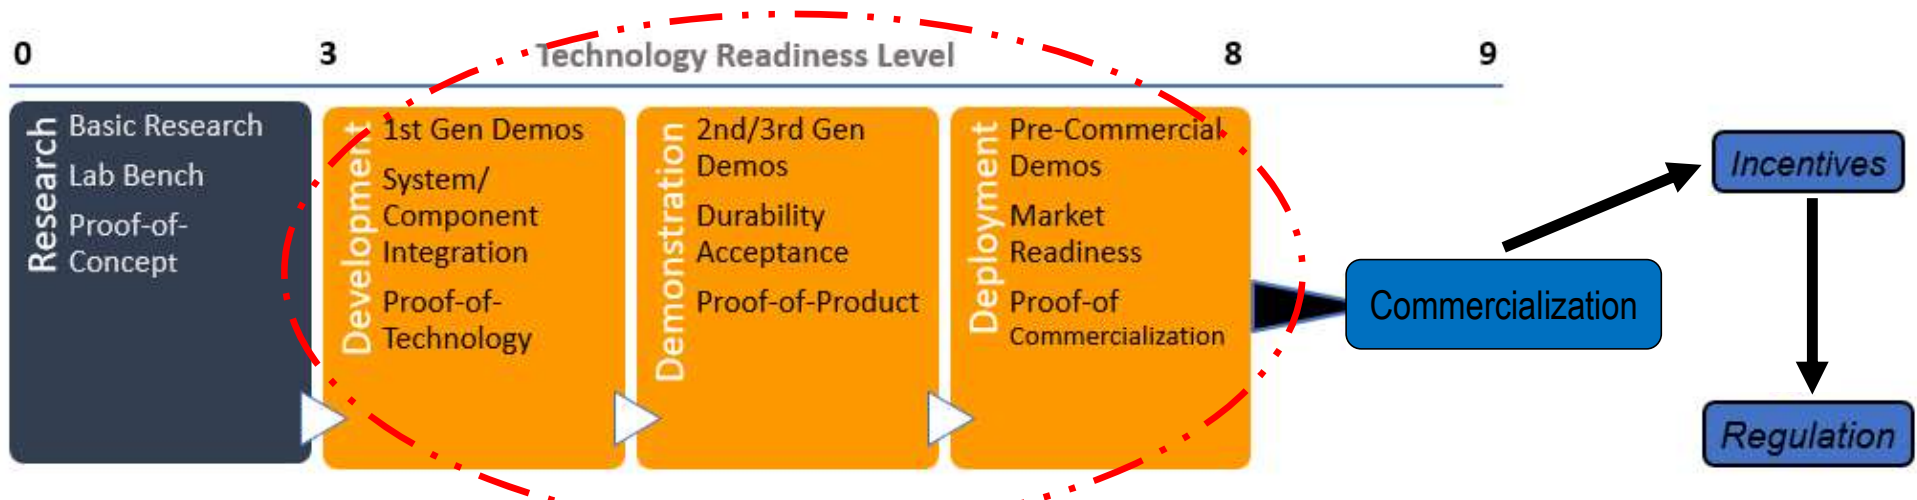 0 3 Technology Readiness Level 8 9
Research
Basic Research
Lab Bench
Proof-of-
Concept
Development
1st Gen Demos
System/
Component
Integration
Proof-of-
Technology
Demonstration
2nd/3rd Gen
Demos
Durability
Acceptance
Proof-of-Product
Deployment
Pre-Commercial
Demos
Market
Readiness
Proof-of
Commercialization
Commercialization
Incentives
Regulation